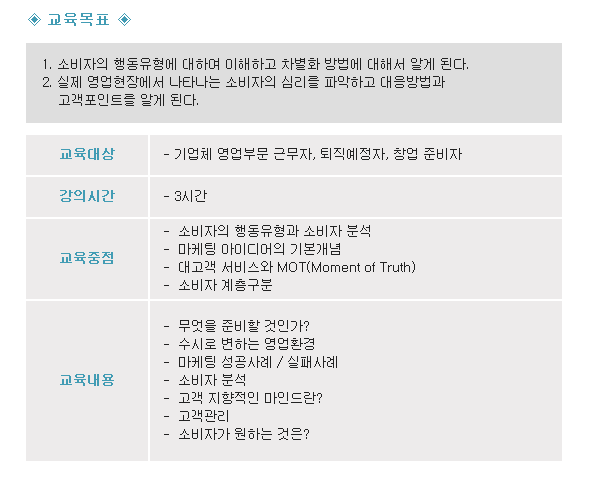 ◈ 교육목표 ◈
1. 소비자의 행동유형에 대하여 이해하고 차별화 방법에 대해서 알게 된다.
2. 실제 영업현장에서 나타나는 소비자의 심리를 파악하고 대응방법과
고객포인트를 알게 된다.
교육대상
- 기업체 영업부문 근무자, 퇴직예정자, 창업 준비자
강의시간
- 3시간
교육중점
- 소비자의 행동유형과 소비자 분석
- 마케팅 아이디어의 기본개념
- 대고객 서비스와 MOT(Moment of Truth)
- 소비자 계층구분
교육내용
- 무엇을 준비할 것인가?
- 수시로 변하는 영업환경
- 마케팅 성공사례 / 실패사례
- 소비자 분석
- 고객 지향적인 마인드란?
- 고객관리
- 소비자가 원하는 것은?